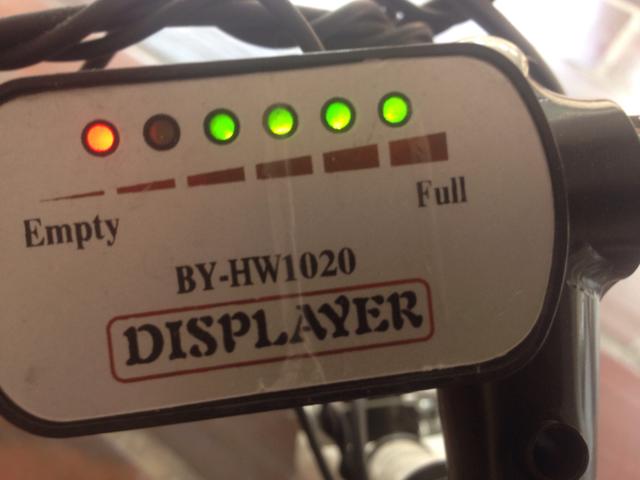 Empty Full
BY-HW1020
DISPLAYER